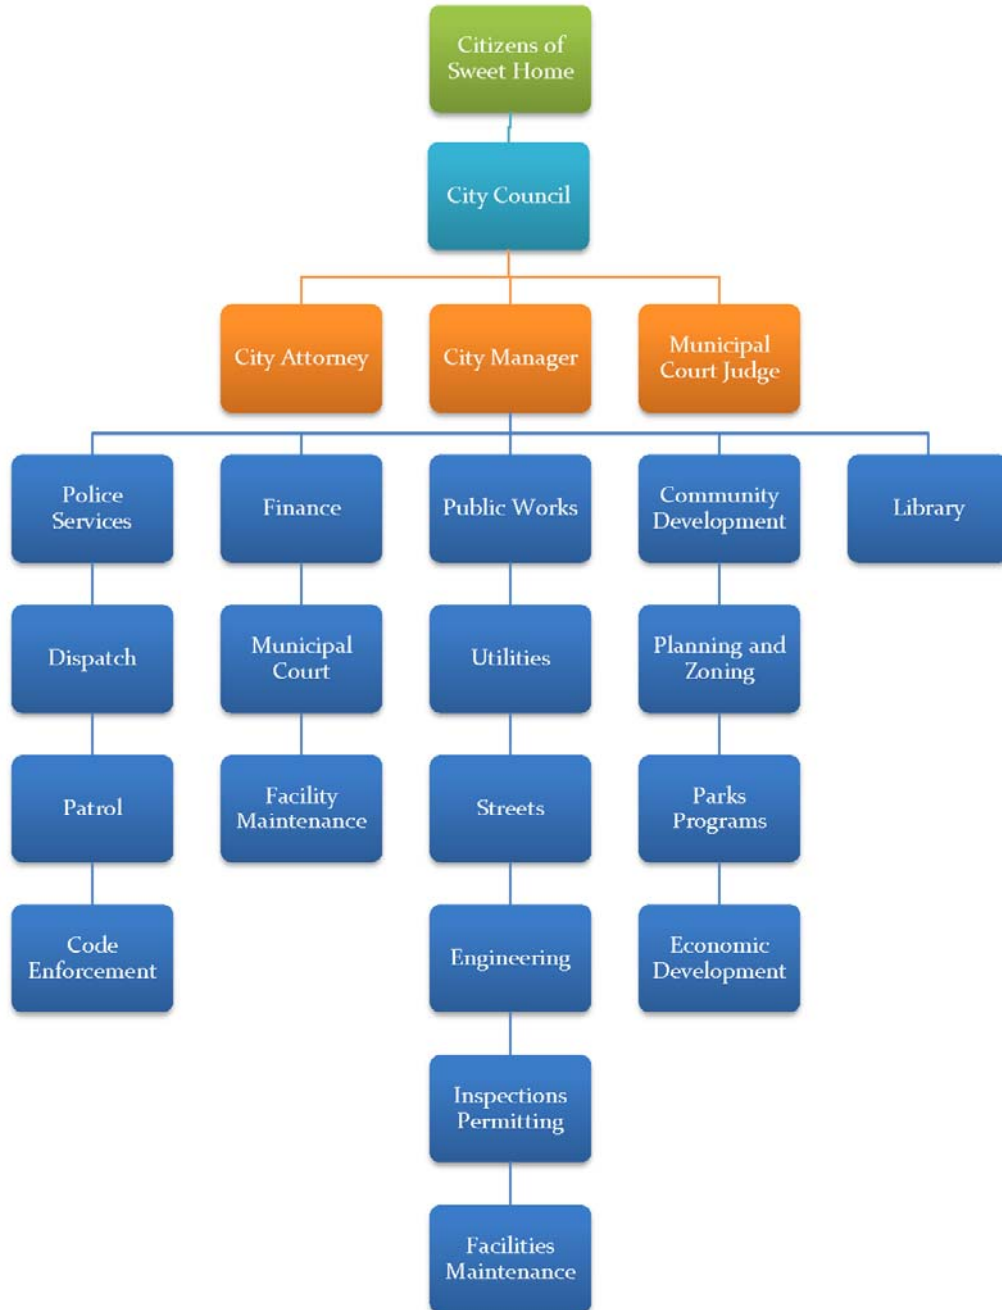 Citizens of
Sweet Home
City Council
City Attorney
City Manager
Municipal
Court Judge
Police
Services
Finance
Public Works
Community
Development
Library
Dispatch
Municipal
Court
Utilities
Planning and
Zoning
Patrol
Facility
Maintenance
Streets
Parks
Programs
Code
Enforcement
Engineering
Economic
Development
Inspections
Permitting
Facilities
Maintenance